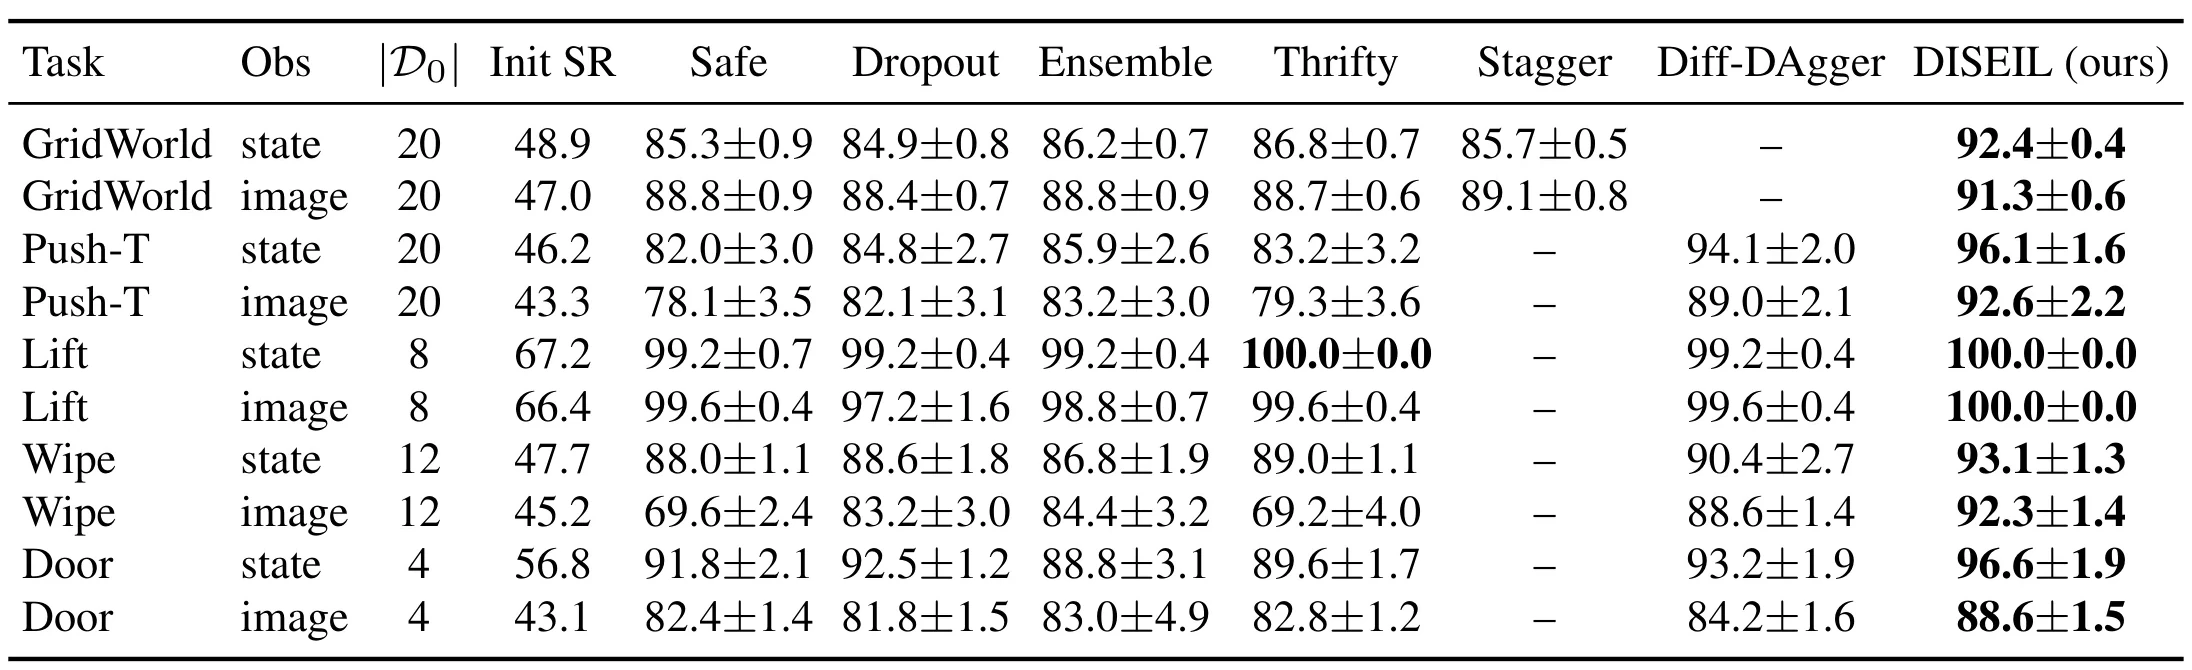 Task Obs |𝒟₀| Init SR Safe Dropout Ensemble Thrifty Stagger Diff-DAgger DISEIL (ours)
GridWorld state 20 48.9 85.3±0.9 84.9±0.8 86.2±0.7 86.8±0.7 85.7±0.5 – 92.4±0.4
GridWorld image 20 47.0 88.8±0.9 88.4±0.7 88.8±0.9 88.7±0.6 89.1±0.8 – 91.3±0.6
Push-T state 20 46.2 82.0±3.0 84.8±2.7 85.9±2.6 83.2±3.2 – 94.1±2.0 96.1±1.6
Push-T image 20 43.3 78.1±3.5 82.1±3.1 83.2±3.0 79.3±3.6 – 89.0±2.1 92.6±2.2
Lift state 8 67.2 99.2±0.7 99.2±0.4 99.2±0.4 100.0±0.0 – 99.2±0.4 100.0±0.0
Lift image 8 66.4 99.6±0.4 97.2±1.6 98.8±0.7 99.6±0.4 – 99.6±0.4 100.0±0.0
Wipe state 12 47.7 88.0±1.1 88.6±1.8 86.8±1.9 89.0±1.1 – 90.4±2.7 93.1±1.3
Wipe image 12 45.2 69.6±2.4 83.2±3.0 84.4±3.2 69.2±4.0 – 88.6±1.4 92.3±1.4
Door state 4 56.8 91.8±2.1 92.5±1.2 88.8±3.1 89.6±1.7 – 93.2±1.9 96.6±1.9
Door image 4 43.1 82.4±1.4 81.8±1.5 83.0±4.9 82.8±1.2 – 84.2±1.6 88.6±1.5